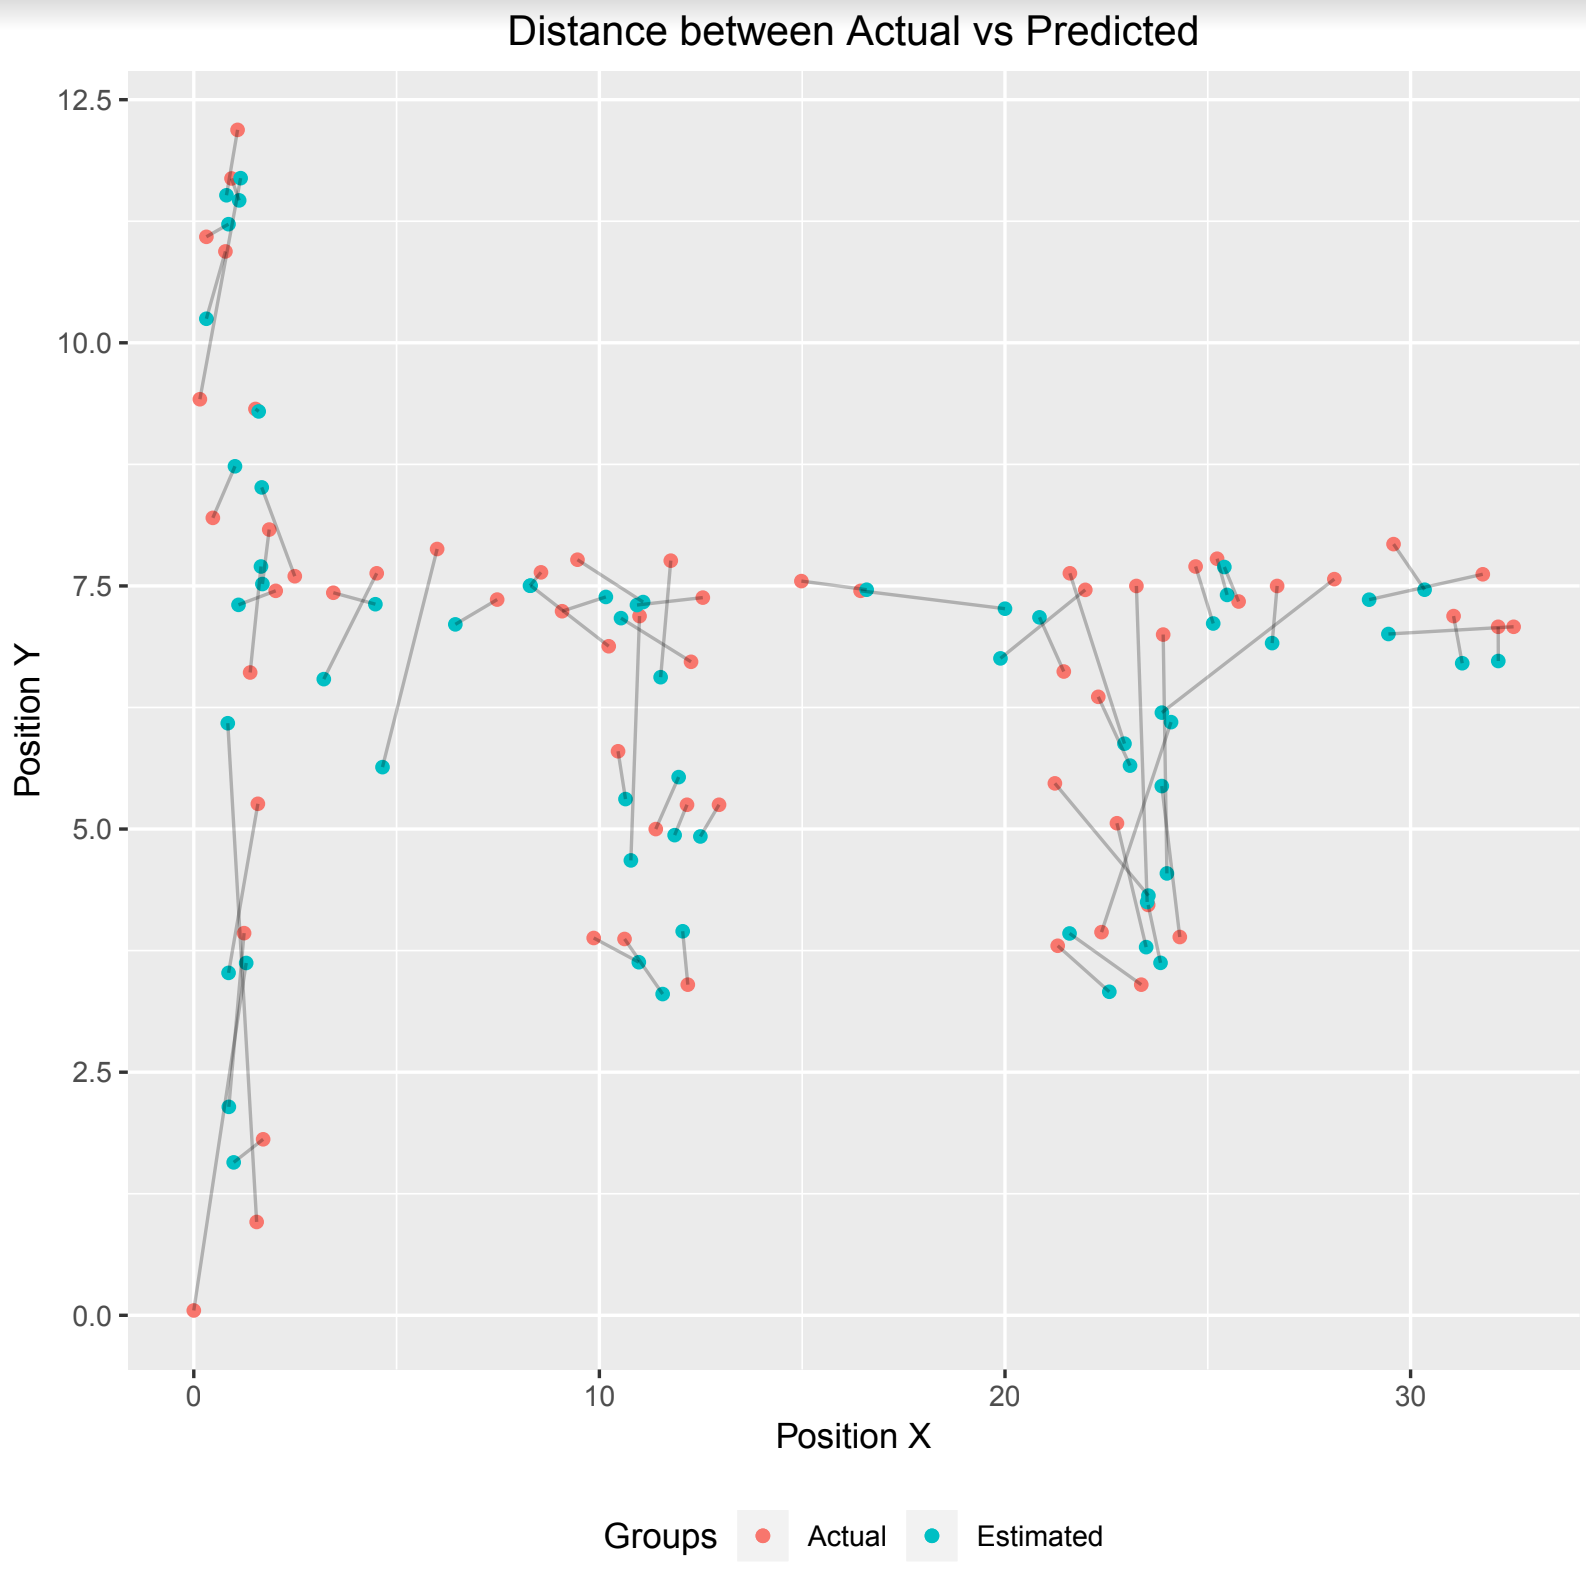 Distance between Actual vs Predicted
12.5
10.0
7.5
5.0
2.5
0.0
Position Y
0 10 20 30
Position X
Groups Actual Estimated